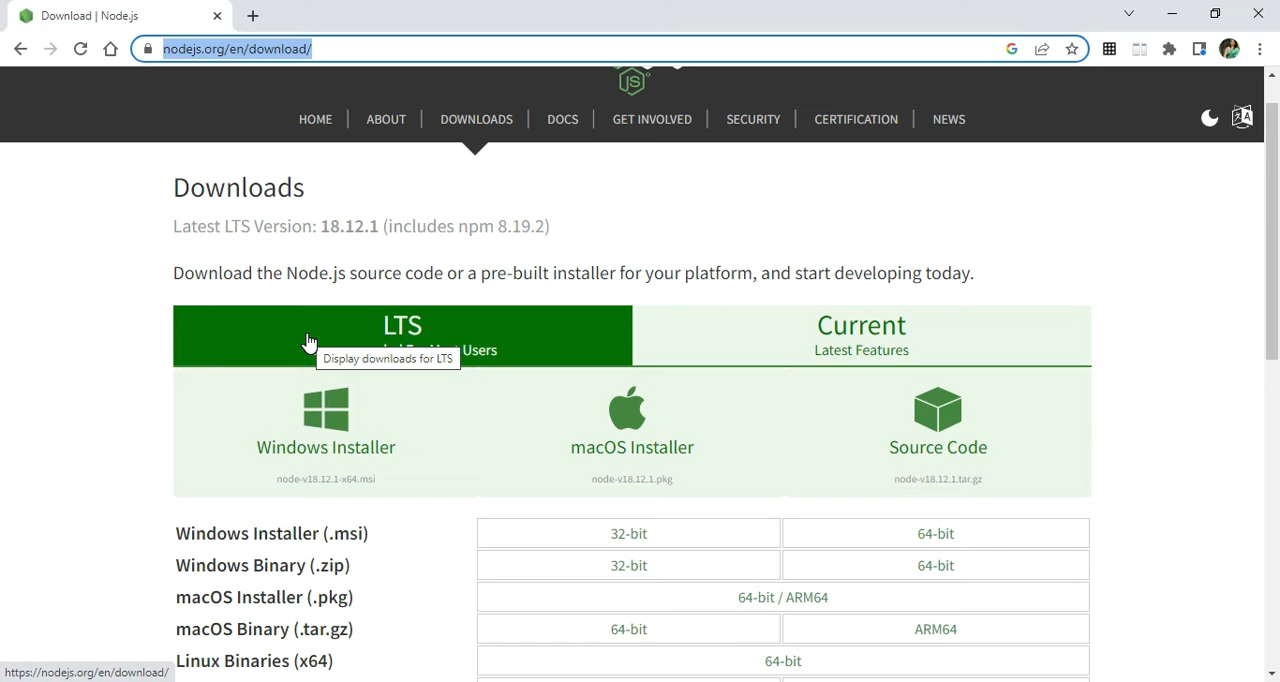 Download | Node.js
nodejs.org/en/download/
JS
HOME ABOUT DOWNLOADS DOCS GET INVOLVED SECURITY CERTIFICATION NEWS
Downloads
Latest LTS Version: 18.12.1 (includes npm 8.19.2)
Download the Node.js source code or a pre-built installer for your platform, and start developing today.
LTS
Users
Display downloads for LTS
Current
Latest Features
Windows Installer
node-v18.12.1-x64.msi
macOS Installer
node-v18.12.1.pkg
Source Code
node-v18.12.1.tar.gz
Windows Installer (.msi) 32-bit 64-bit
Windows Binary (.zip) 32-bit 64-bit
macOS Installer (.pkg) 64-bit / ARM64
macOS Binary (.tar.gz) 64-bit ARM64
Linux Binaries (x64) 64-bit
https://nodejs.org/en/download/